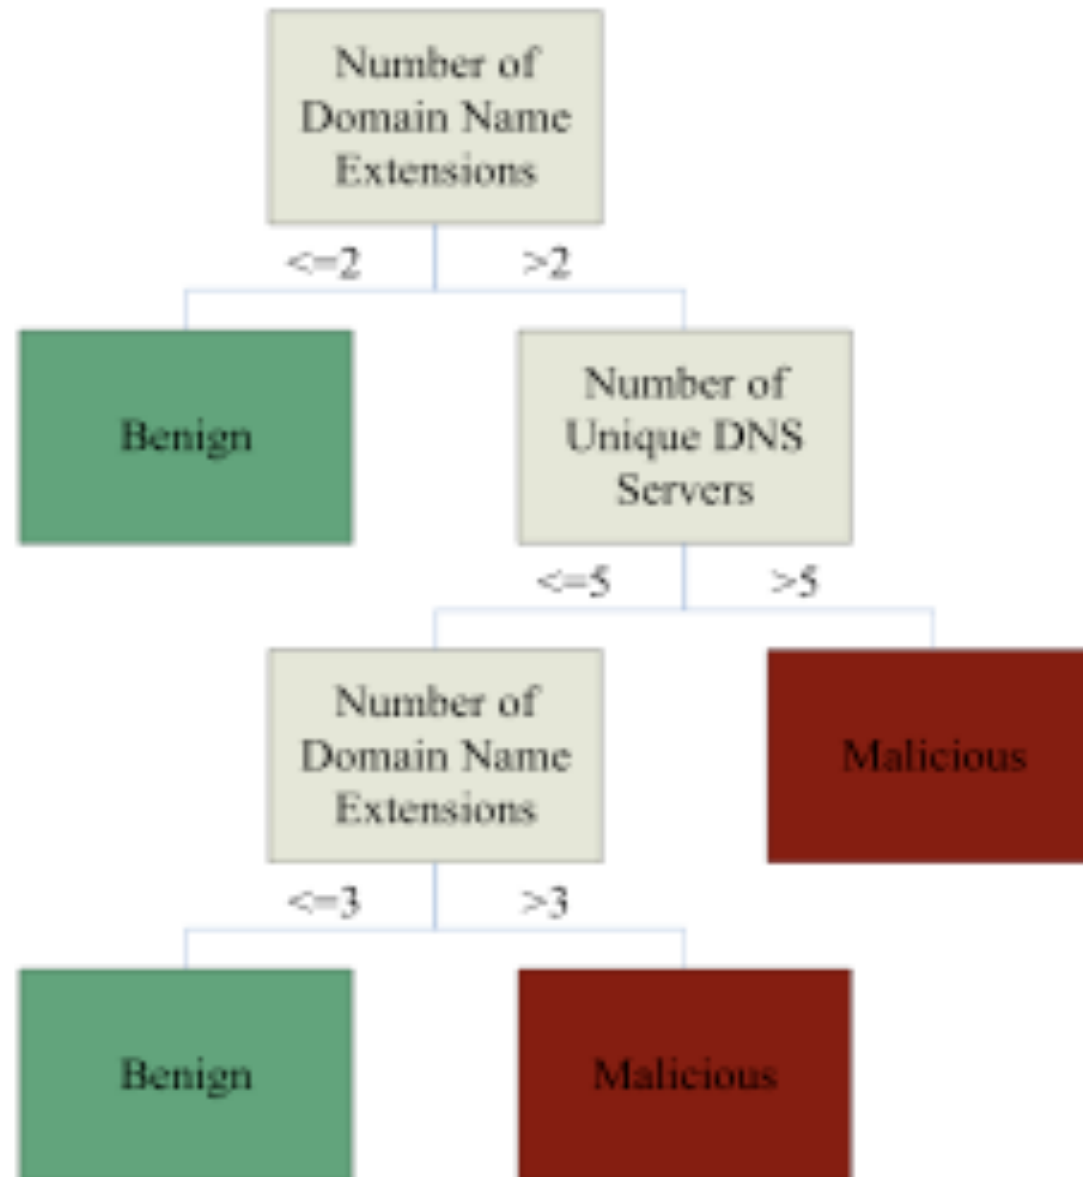 Number of
Domain Name
Extensions
<=2
>2
Benign
Number of
Unique DNS
Servers
<=5
>5
Number of
Domain Name
Extensions
Malicious
<=3
>3
Benign
Malicious